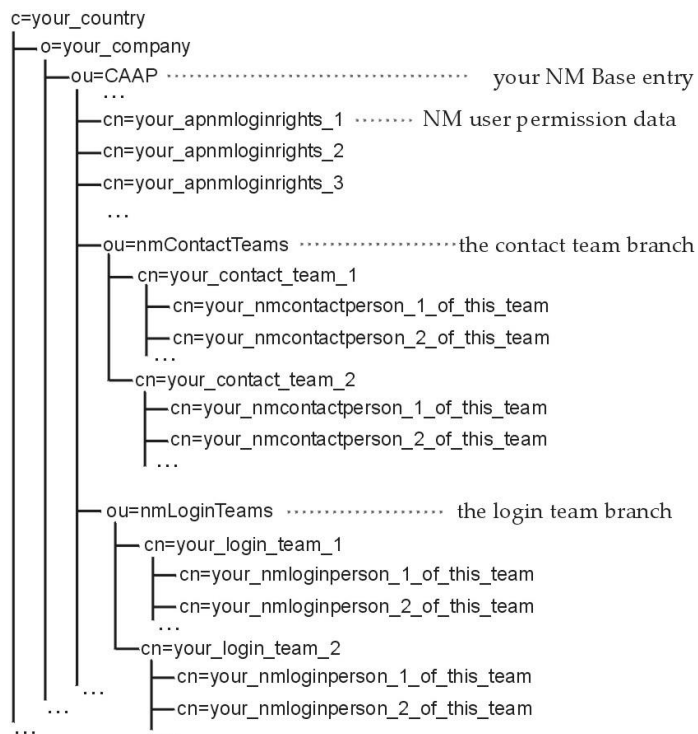 c=your_country
o=your_company
ou=CAAP ........................ your NM Base entry
...
cn=your_apnmloginrights_1 ........ NM user permission data
cn=your_apnmloginrights_2
cn=your_apnmloginrights_3
...
ou=nmContactTeams ........................ the contact team branch
cn=your_contact_team_1
cn=your_nmcontactperson_1_of_this_team
cn=your_nmcontactperson_2_of_this_team
...
cn=your_contact_team_2
cn=your_nmcontactperson_1_of_this_team
cn=your_nmcontactperson_2_of_this_team
...
ou=nmLoginTeams ........................ the login team branch
cn=your_login_team_1
cn=your_nmloginperson_1_of_this_team
cn=your_nmloginperson_2_of_this_team
...
cn=your_login_team_2
cn=your_nmloginperson_1_of_this_team
...
cn=your_nmloginperson_2_of_this_team
...
...